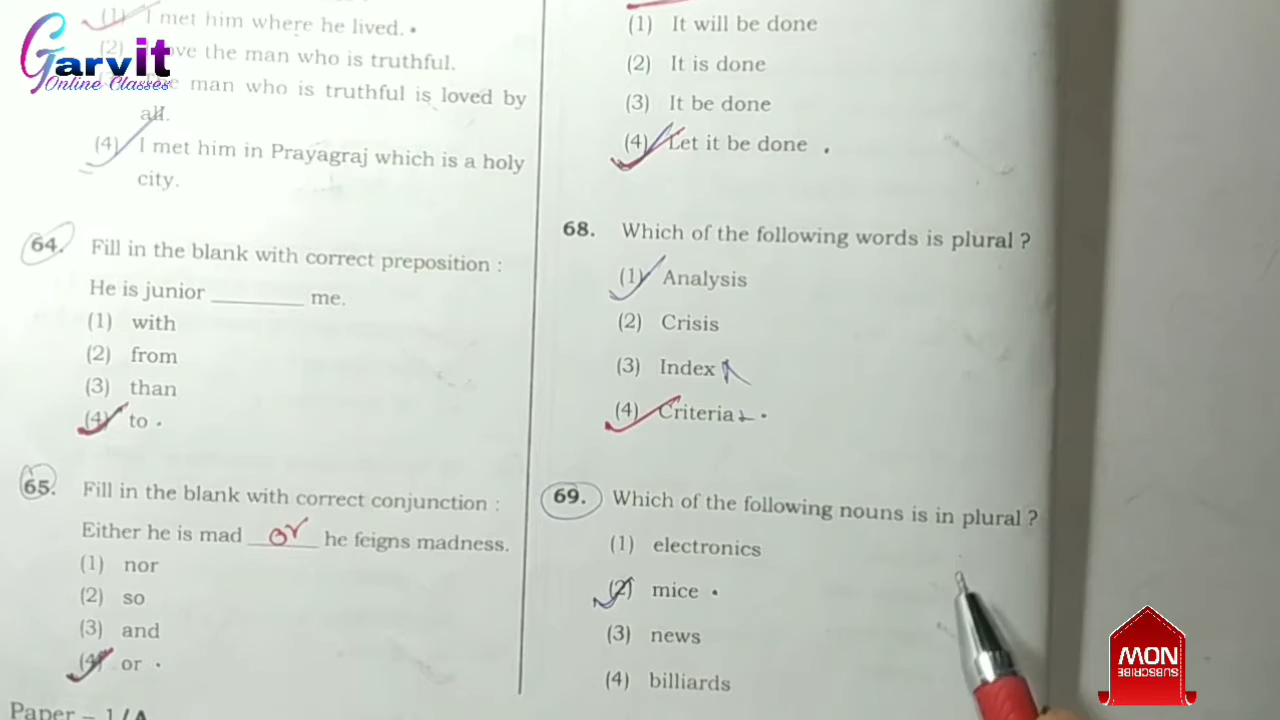 Garvit
Online Classes
(1) I met him where he lived.
(2) love the man who is truthful.
man who is truthful is loved by
all.
(4) I met him in Prayagraj which is a holy
city.
64. Fill in the blank with correct preposition :
He is junior ________ me.
(1) with
(2) from
(3) than
(4) to
65. Fill in the blank with correct conjunction :
Either he is mad or he feigns madness.
(1) nor
(2) so
(3) and
(4) or
Paper – 1/A
(1) It will be done
(2) It is done
(3) It be done
(4) Let it be done
68. Which of the following words is plural ?
(1) Analysis
(2) Crisis
(3) Index
(4) Criteria
69. Which of the following nouns is in plural ?
(1) electronics
(2) mice
(3) news
(4) billiards
NOW
SUBSCRIBE